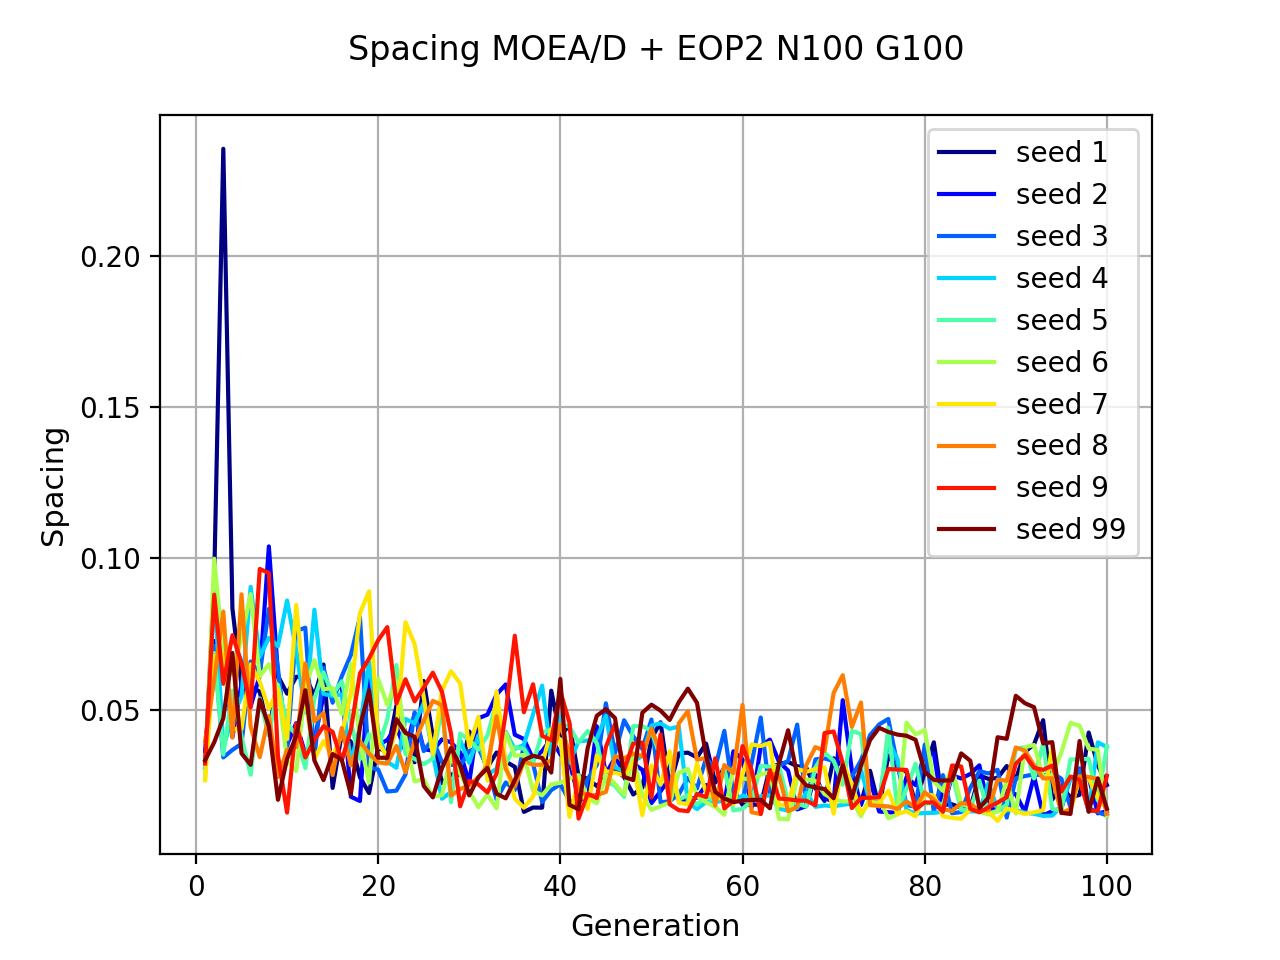 Spacing MOEA/D + EOP2 N100 G100
seed 1
seed 2
seed 3
seed 4
seed 5
seed 6
seed 7
seed 8
seed 9
seed 99
0.20
0.15
0.10
0.05
Spacing
0 20 40 60 80 100
Generation